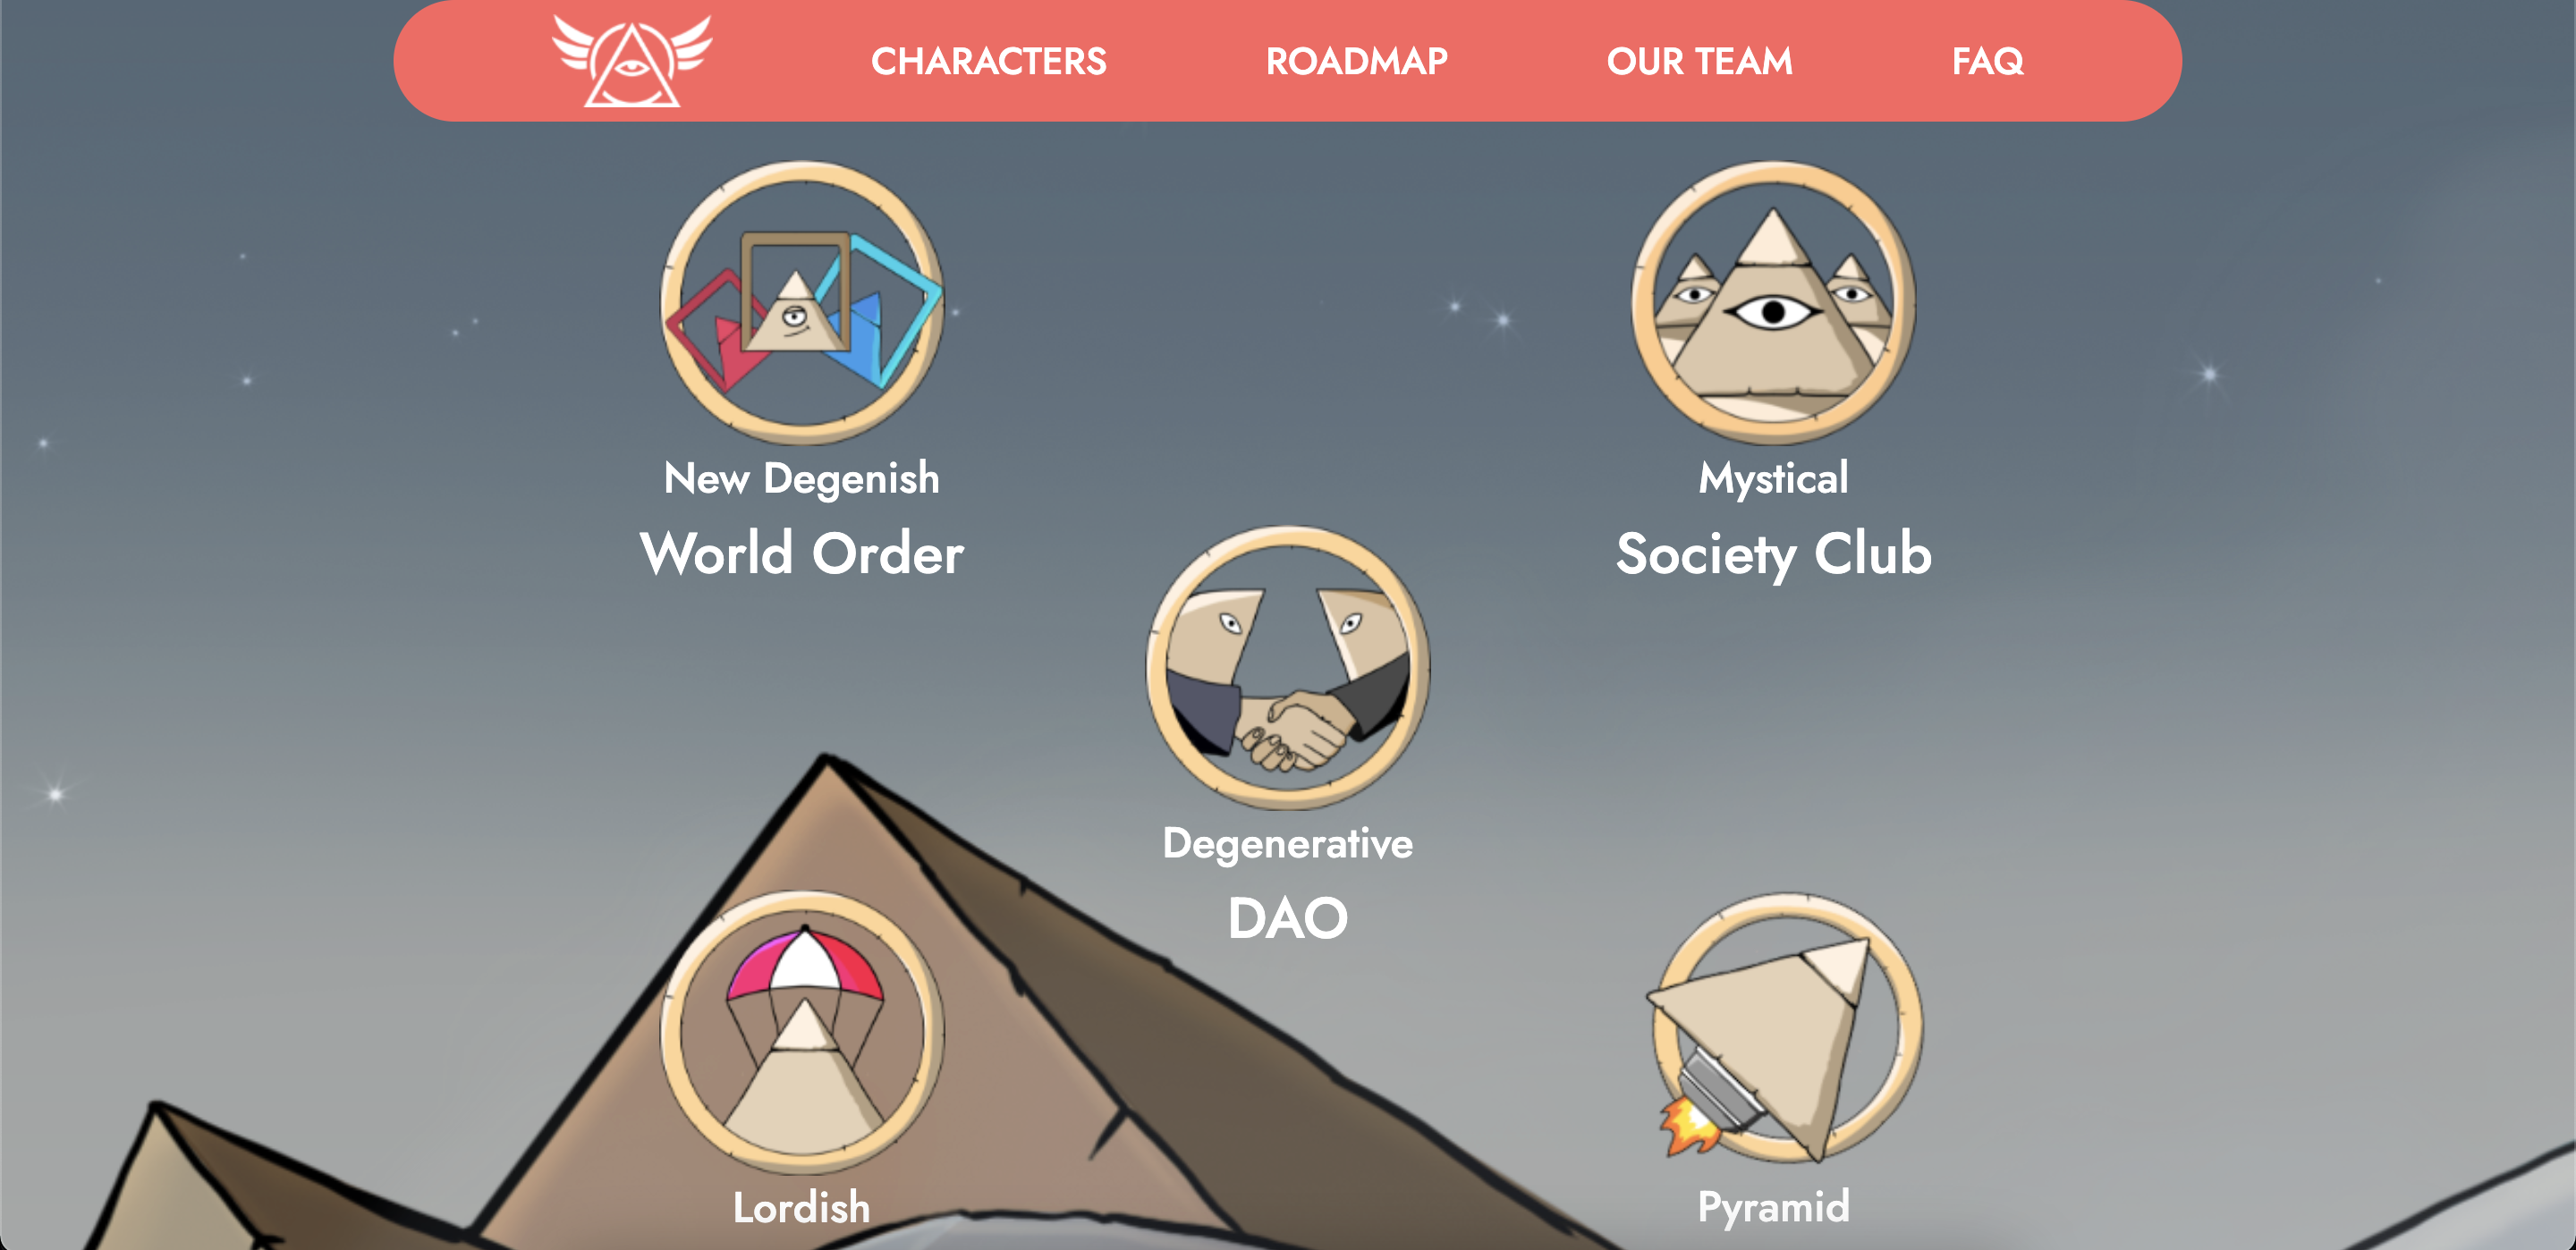 CHARACTERS
ROADMAP
OUR TEAM
FAQ
New Degenish
World Order
Mystical
Society Club
Degenerative
DAO
Lordish
Pyramid